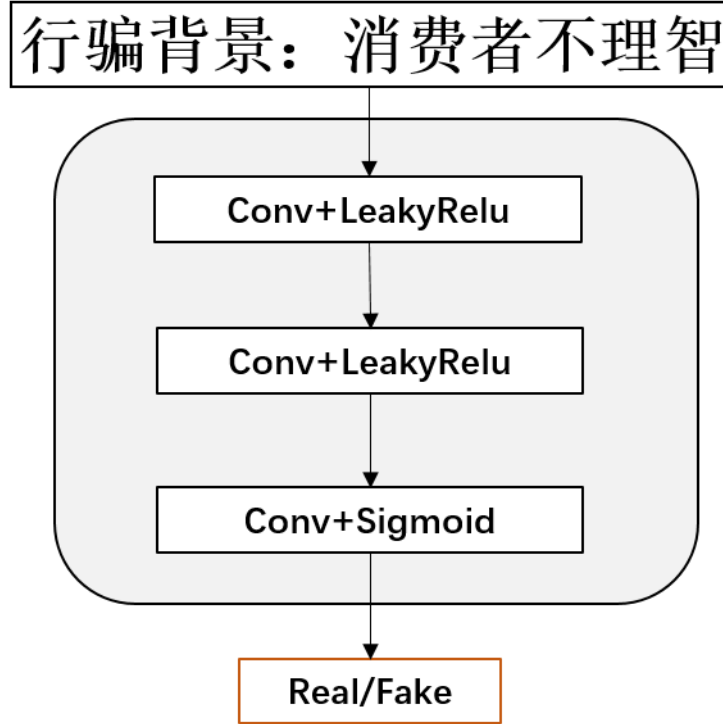 行骗背景：消费者不理智
Conv+LeakyRelu
Conv+LeakyRelu
Conv+Sigmoid
Real/Fake